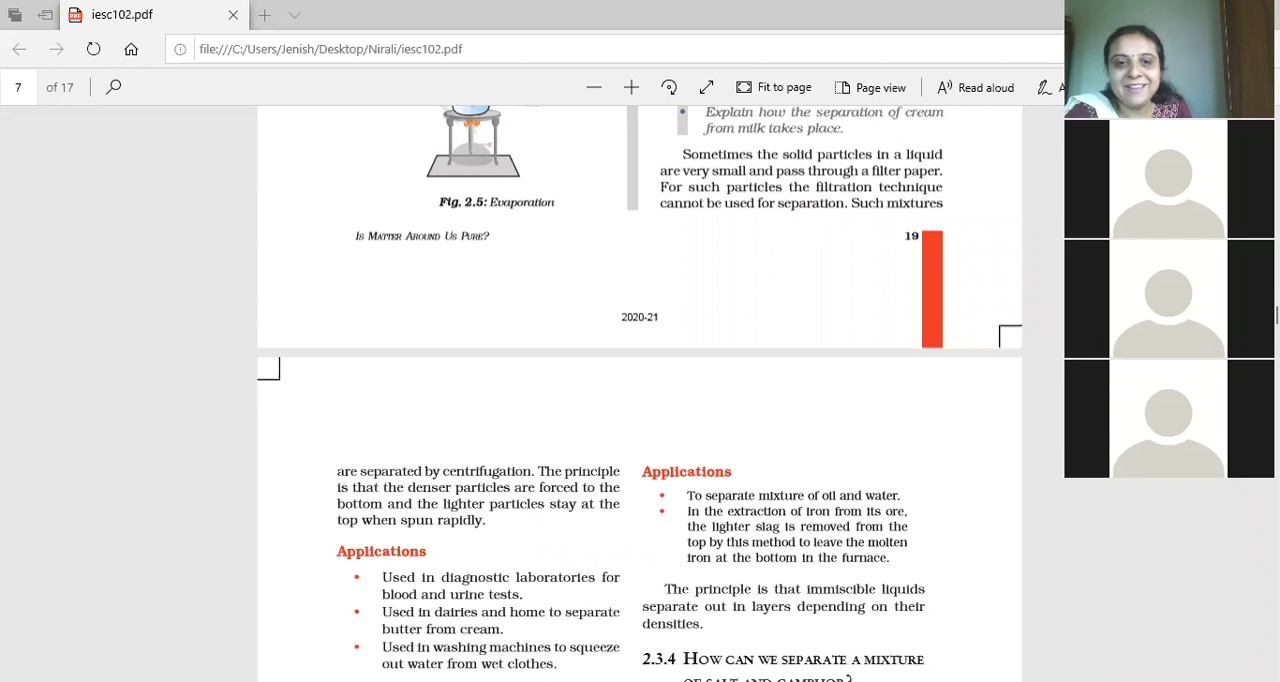 iesc102.pdf
file:///C:/Users/Jenish/Desktop/Nirali/iesc102.pdf
7 of 17
Fit to page
Page view
Read aloud
Fig. 2.5: Evaporation
IS MATTER AROUND US PURE?
Explain how the separation of cream
from milk takes place.
Sometimes the solid particles in a liquid
are very small and pass through a filter paper.
For such particles the filtration technique
cannot be used for separation. Such mixtures
19
2020-21
are separated by centrifugation. The principle
is that the denser particles are forced to the
bottom and the lighter particles stay at the
top when spun rapidly.
Applications
• Used in diagnostic laboratories for
blood and urine tests.
• Used in dairies and home to separate
butter from cream.
• Used in washing machines to squeeze
out water from wet clothes.
Applications
• To separate mixture of oil and water.
• In the extraction of iron from its ore,
the lighter slag is removed from the
top by this method to leave the molten
iron at the bottom in the furnace.
The principle is that immiscible liquids
separate out in layers depending on their
densities.
2.3.4 HOW CAN WE SEPARATE A MIXTURE
OF SALT AND CAMPHOR?